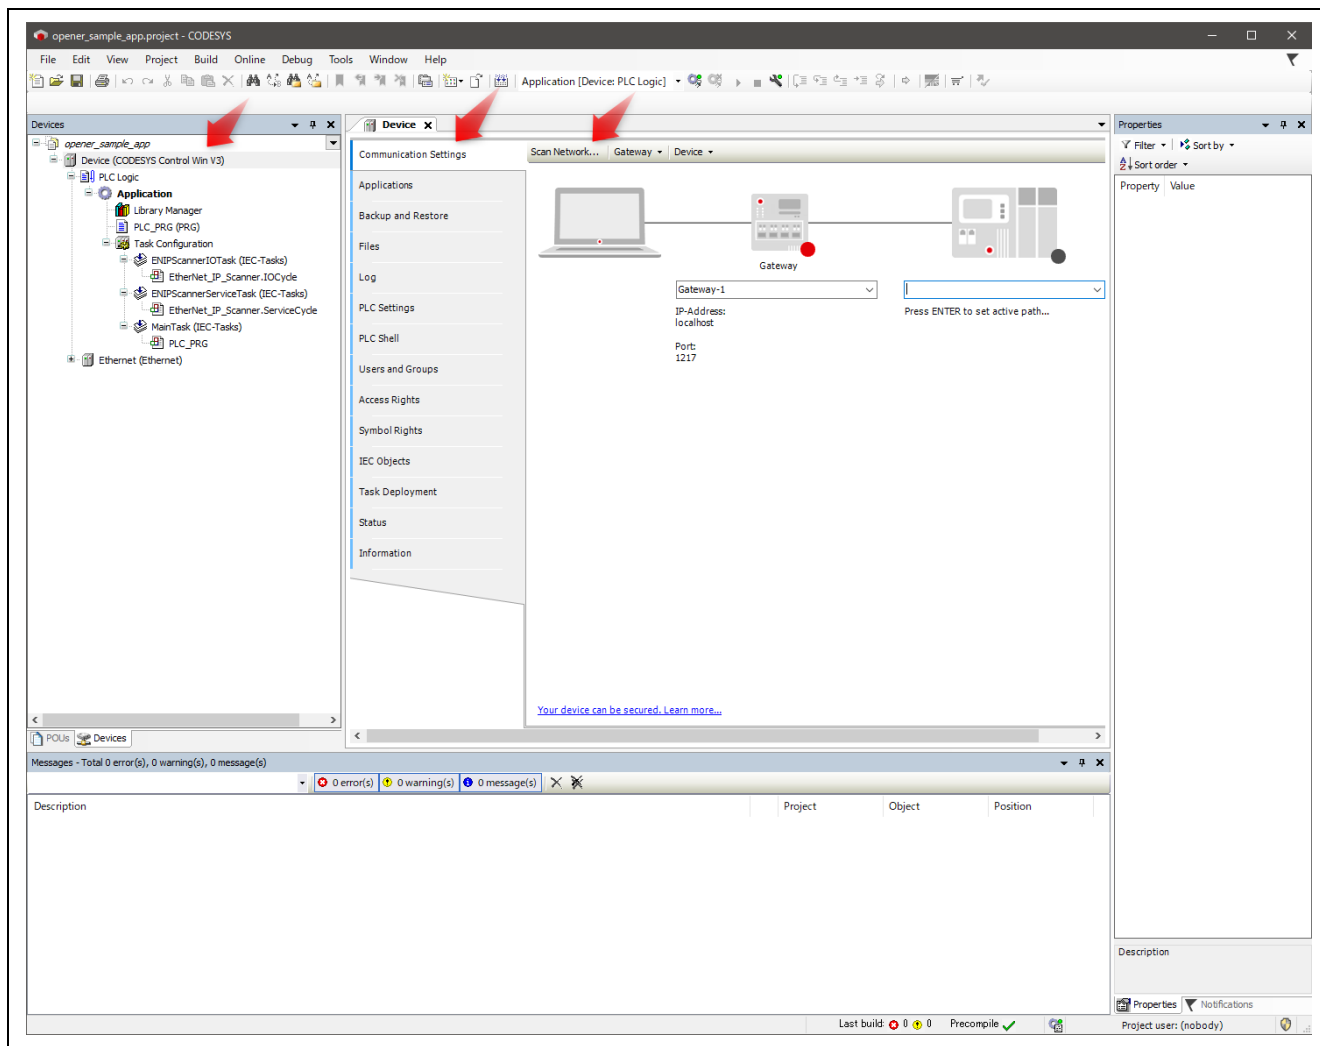 opener_sample_app.project - CODESYS
File Edit View Project Build Online Debug Tools Window Help
Application [Device: PLC Logic]
Devices
opener_sample_app
Device (CODESYS Control Win V3)
PLC Logic
Application
Library Manager
PLC_PRG (PRG)
Task Configuration
ENIPScannerIOTask (IEC-Tasks)
EtherNet_IP_Scanner.IOCycle
ENIPScannerServiceTask (IEC-Tasks)
EtherNet_IP_Scanner.ServiceCycle
MainTask (IEC-Tasks)
PLC_PRG
Ethernet (Ethernet)
POUs Devices
Device
Communication Settings
Applications
Backup and Restore
Files
Log
PLC Settings
PLC Shell
Users and Groups
Access Rights
Symbol Rights
IEC Objects
Task Deployment
Status
Information
Scan Network... Gateway Device
Gateway
Gateway-1
IP-Address:
localhost
Port:
1217
Press ENTER to set active path...
Your device can be secured. Learn more...
Properties
Filter Sort by
Sort order
Property Value
Description
Properties Notifications
Messages - Total 0 error(s), 0 warning(s), 0 message(s)
0 error(s) 0 warning(s) 0 message(s)
Description Project Object Position
Last build: 0 0 Precompile Project user: (nobody)